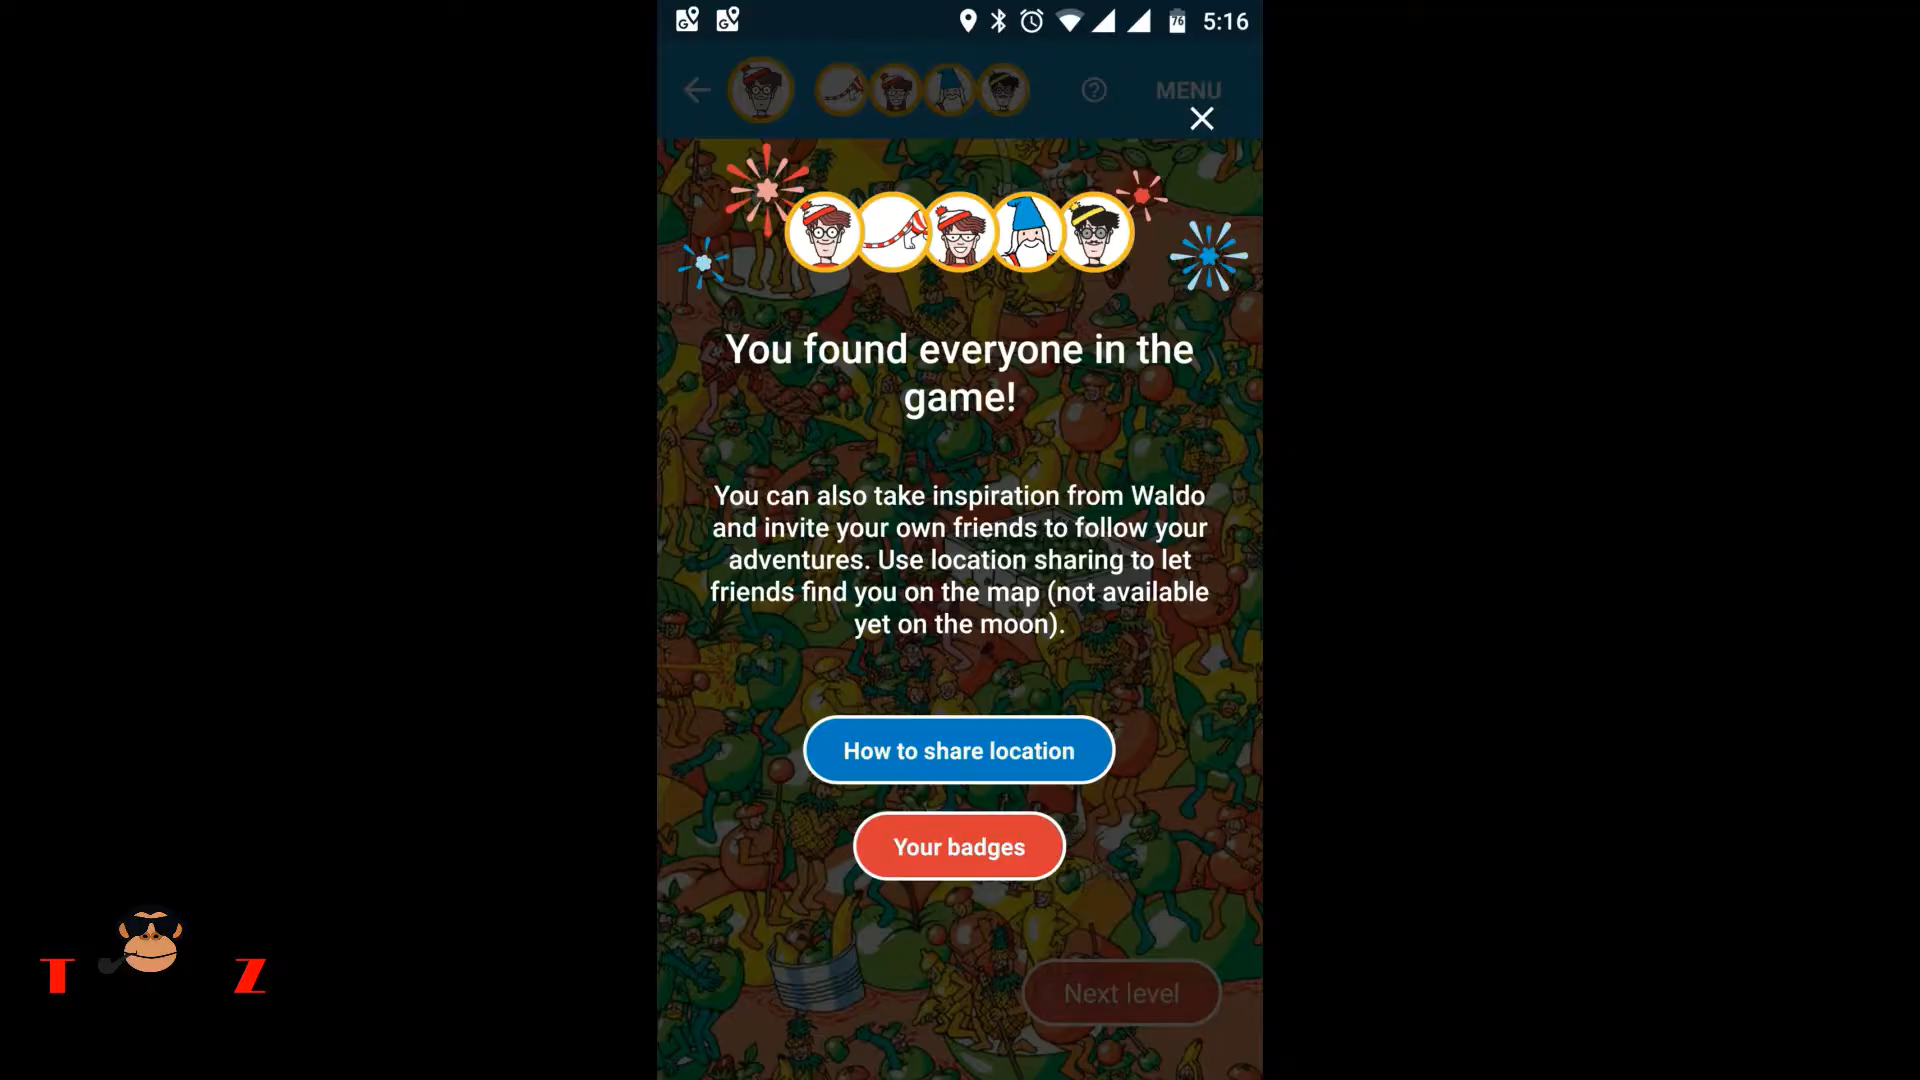 76 5:16
MENU
You found everyone in the
game!
You can also take inspiration from Waldo
and invite your own friends to follow your
adventures. Use location sharing to let
friends find you on the map (not available
yet on the moon).
How to share location
Your badges
Next level
T Z